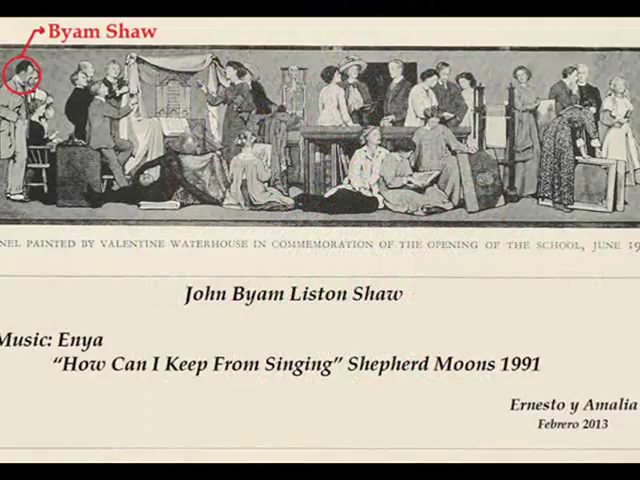 Byam Shaw
NEL PAINTED BY VALENTINE WATERHOUSE IN COMMEMORATION OF THE OPENING OF THE SCHOOL, JUNE 19
John Byam Liston Shaw
Music: Enya
“How Can I Keep From Singing” Shepherd Moons 1991
Ernesto y Amalia
Febrero 2013